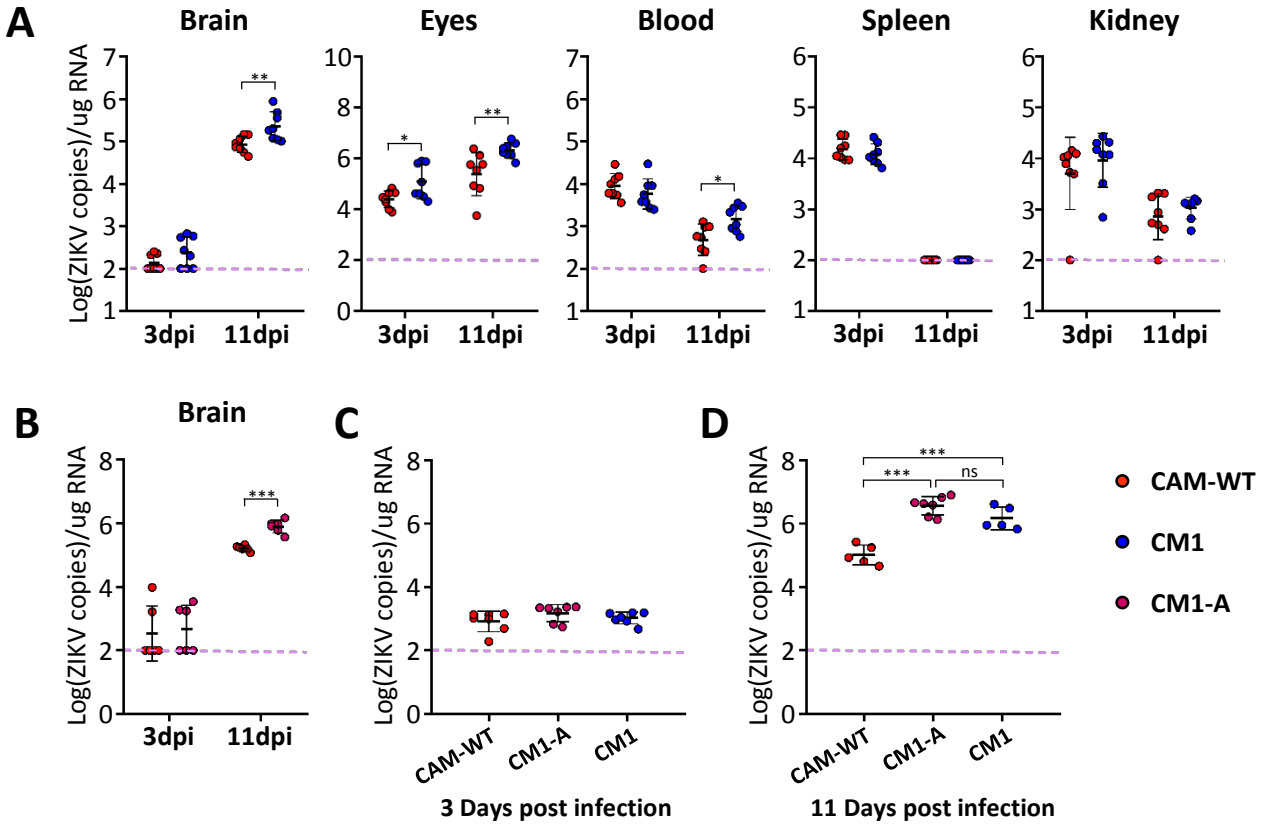 A
Brain
Eyes
Blood
Spleen
Kidney
Log(ZIKV copies)/ug RNA
7
6
5
4
3
2
1
**
3dpi 11dpi
10
8
6
4
2
0
*
**
3dpi 11dpi
7
6
5
4
3
2
1
*
3dpi 11dpi
6
5
4
3
2
1
3dpi 11dpi
6
5
4
3
2
1
3dpi 11dpi
B
Brain
Log(ZIKV copies)/ug RNA
8
6
4
2
0
***
3dpi 11dpi
C
Log(ZIKV copies)/ug RNA
8
6
4
2
0
CAM-WT
CM1-A
CM1
3 Days post infection
D
Log(ZIKV copies)/ug RNA
8
6
4
2
0
***
***
ns
CAM-WT
CM1-A
CM1
11 Days post infection
CAM-WT
CM1
CM1-A